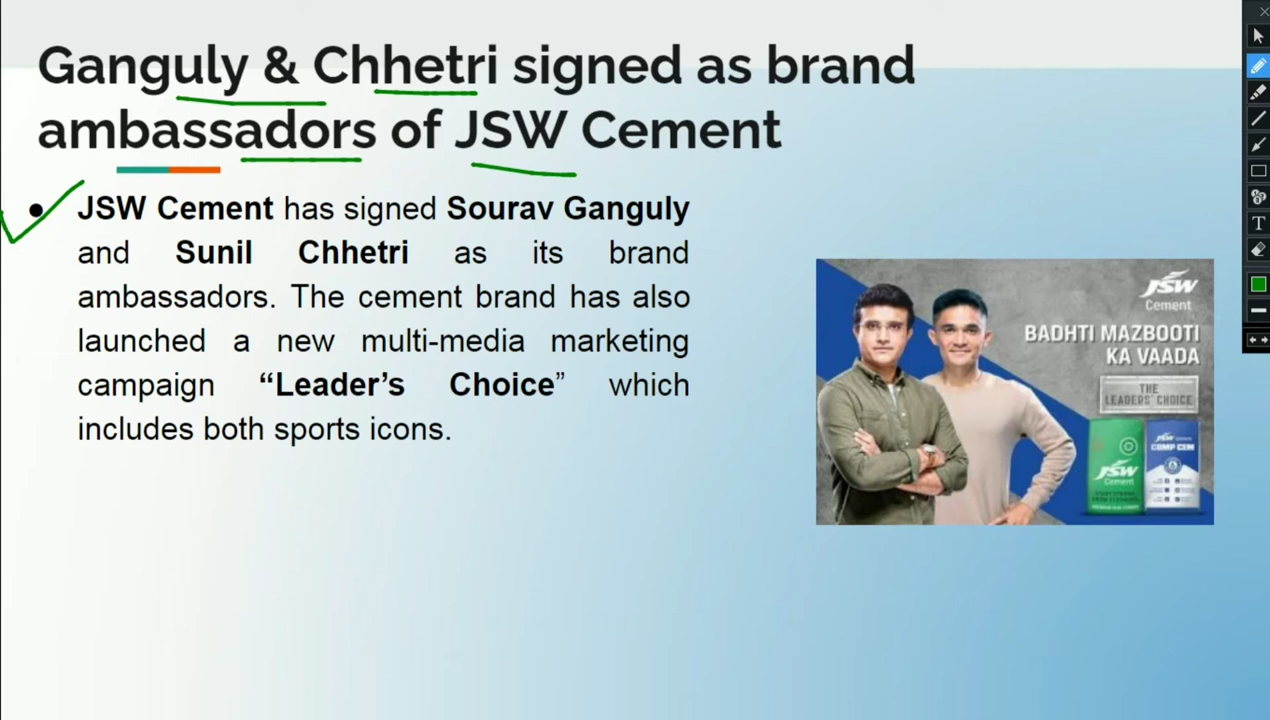 Ganguly & Chhetri signed as brand
ambassadors of JSW Cement
● JSW Cement has signed Sourav Ganguly
and Sunil Chhetri as its brand
ambassadors. The cement brand has also
launched a new multi-media marketing
campaign “Leader’s Choice” which
includes both sports icons.
JSW
Cement
BADHTI MAZBOOTI
KA VAADA
THE
LEADERS' CHOICE
JSW
Cement
JSW
COMP CEM
T